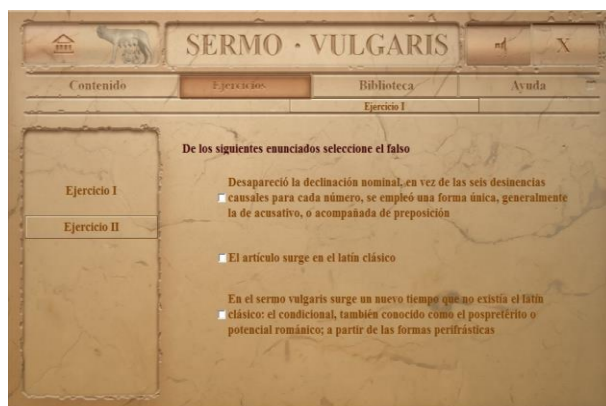 SERMO · VULGARIS
X
Contenido
Ejercicios
Biblioteca
Ayuda
Ejercicio I
Ejercicio I
Ejercicio II
De los siguientes enunciados seleccione el falso
Desapareció la declinación nominal, en vez de las seis desinencias
causales para cada número, se empleó una forma única, generalmente
la de acusativo, o acompañada de preposición
El artículo surge en el latín clásico
En el sermo vulgaris surge un nuevo tiempo que no existía el latín
clásico: el condicional, también conocido como el pospretérito o
potencial románico; a partir de las formas perifrásticas